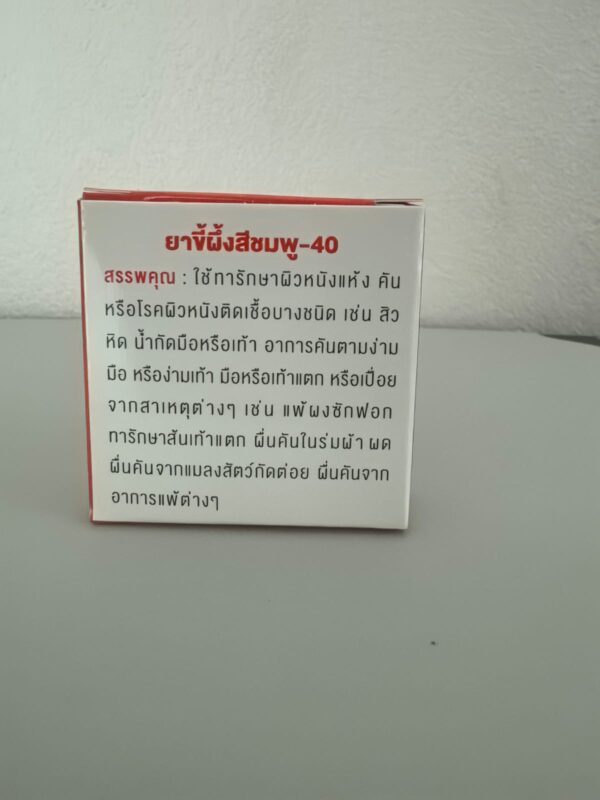 ยาขี้ผึ้งสีชมพู-40
สรรพคุณ : ใช้ทารักษาผิวหนังแห้ง คัน
หรือโรคผิวหนังติดเชื้อบางชนิด เช่น สิว
หิด น้ำกัดมือหรือเท้า อาการคันตามง่าม
มือ หรือง่ามเท้า มือหรือเท้าแตก หรือเปื่อย
จากสาเหตุต่างๆ เช่น แพ้ผงซักฟอก
ทารักษาส้นเท้าแตก ผื่นคันในร่มผ้า ผด
ผื่นคันจากแมลงสัตว์กัดต่อย ผื่นคันจาก
อาการแพ้ต่างๆ